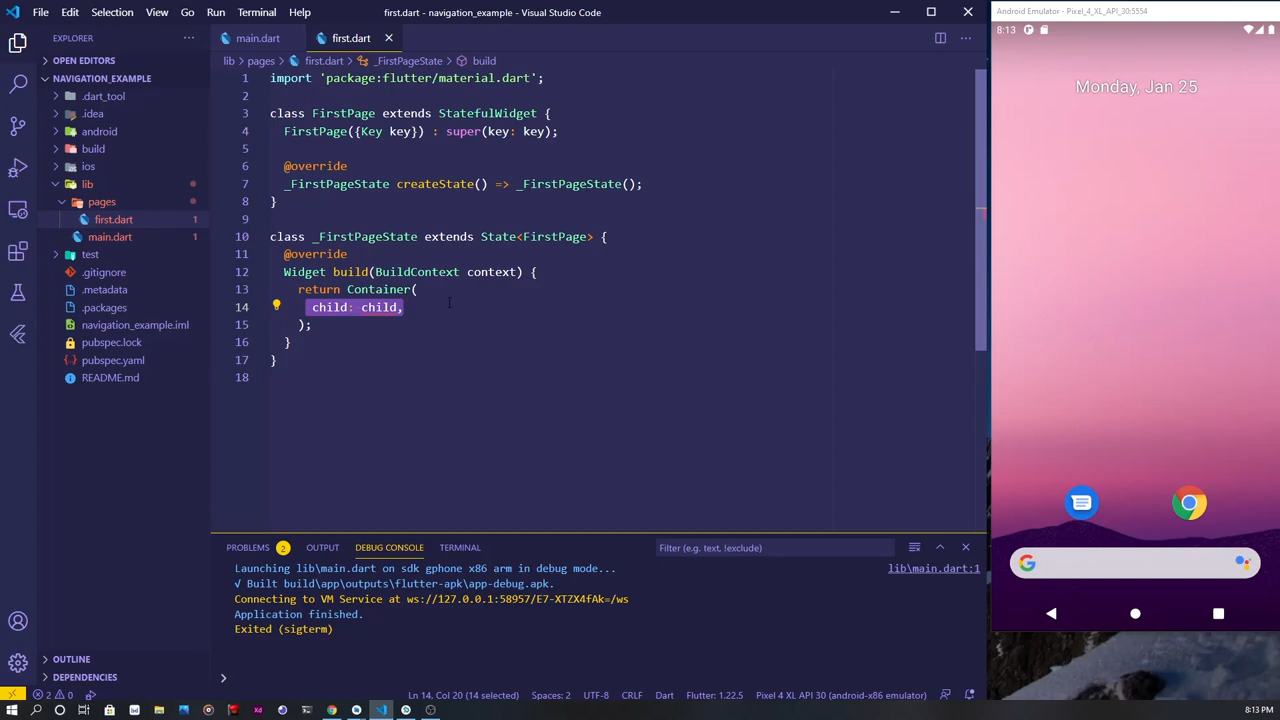 File Edit Selection View Go Run Terminal Help
first.dart - navigation_example - Visual Studio Code
Android Emulator - Pixel_4_XL_API_30:5554
EXPLORER
OPEN EDITORS
NAVIGATION_EXAMPLE
.dart_tool
.idea
android
build
ios
lib
pages
first.dart 1
main.dart 1
test
.gitignore
.metadata
.packages
navigation_example.iml
pubspec.lock
pubspec.yaml
README.md
OUTLINE
DEPENDENCIES
main.dart
first.dart
lib > pages > first.dart > _FirstPageState > build
1 import 'package:flutter/material.dart';
2
3 class FirstPage extends StatefulWidget {
4 FirstPage({Key key}) : super(key: key);
5
6 @override
7 _FirstPageState createState() => _FirstPageState();
8 }
9
10 class _FirstPageState extends State<FirstPage> {
11 @override
12 Widget build(BuildContext context) {
13 return Container(
14 child: child,
15 );
16 }
17 }
18
PROBLEMS 2 OUTPUT DEBUG CONSOLE TERMINAL
Filter (e.g. text, !exclude)
Launching lib\main.dart on sdk gphone x86 arm in debug mode...
lib\main.dart:1
√ Built build\app\outputs\flutter-apk\app-debug.apk.
Connecting to VM Service at ws://127.0.0.1:58957/E7-XTZX4fAk=/ws
Application finished.
Exited (sigterm)
8:13
Monday, Jan 25
2 0
Ln 14, Col 20 (14 selected) Spaces: 2 UTF-8 CRLF Dart Flutter: 1.22.5 Pixel 4 XL API 30 (android-x86 emulator)
8:13 PM